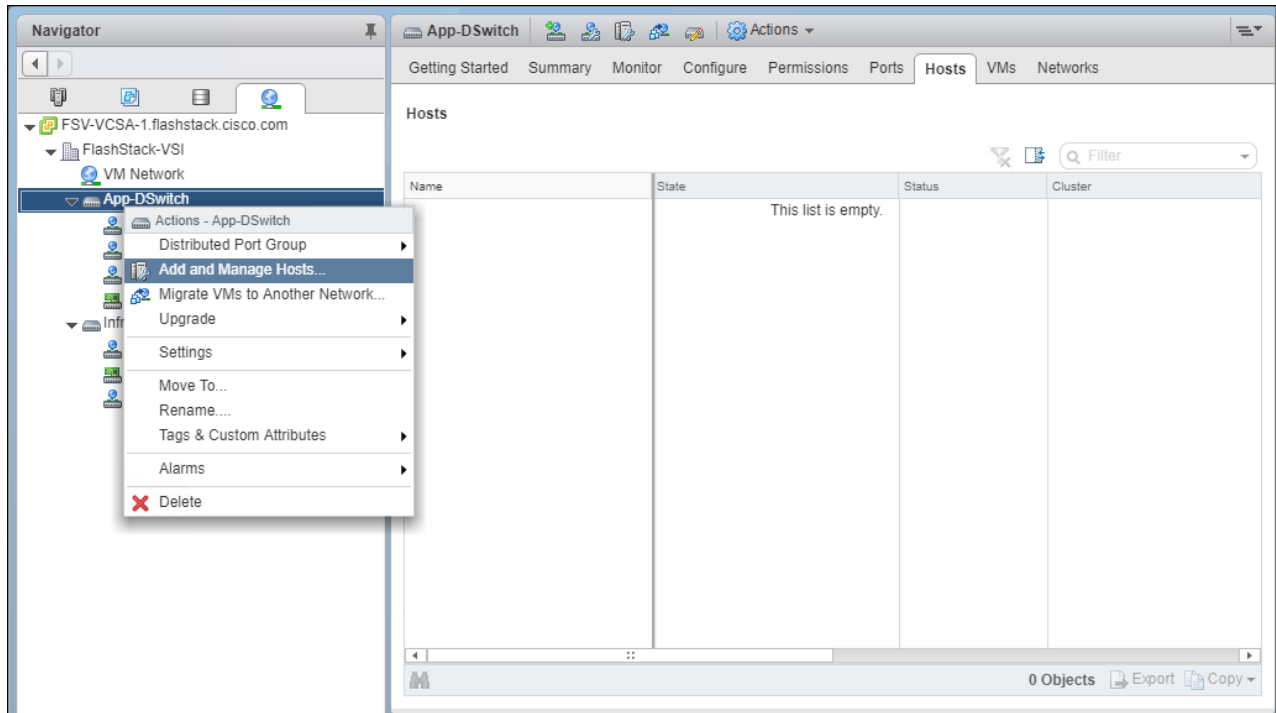 Navigator
FSV-VCSA-1.flashstack.cisco.com
FlashStack-VSI
VM Network
App-DSwitch
Actions - App-DSwitch
Distributed Port Group
Add and Manage Hosts...
Migrate VMs to Another Network...
Upgrade
Settings
Move To...
Rename....
Tags & Custom Attributes
Alarms
Delete
Infr
App-DSwitch
Actions
Getting Started Summary Monitor Configure Permissions Ports Hosts VMs Networks
Hosts
Filter
Name State Status Cluster
This list is empty.
0 Objects Export Copy